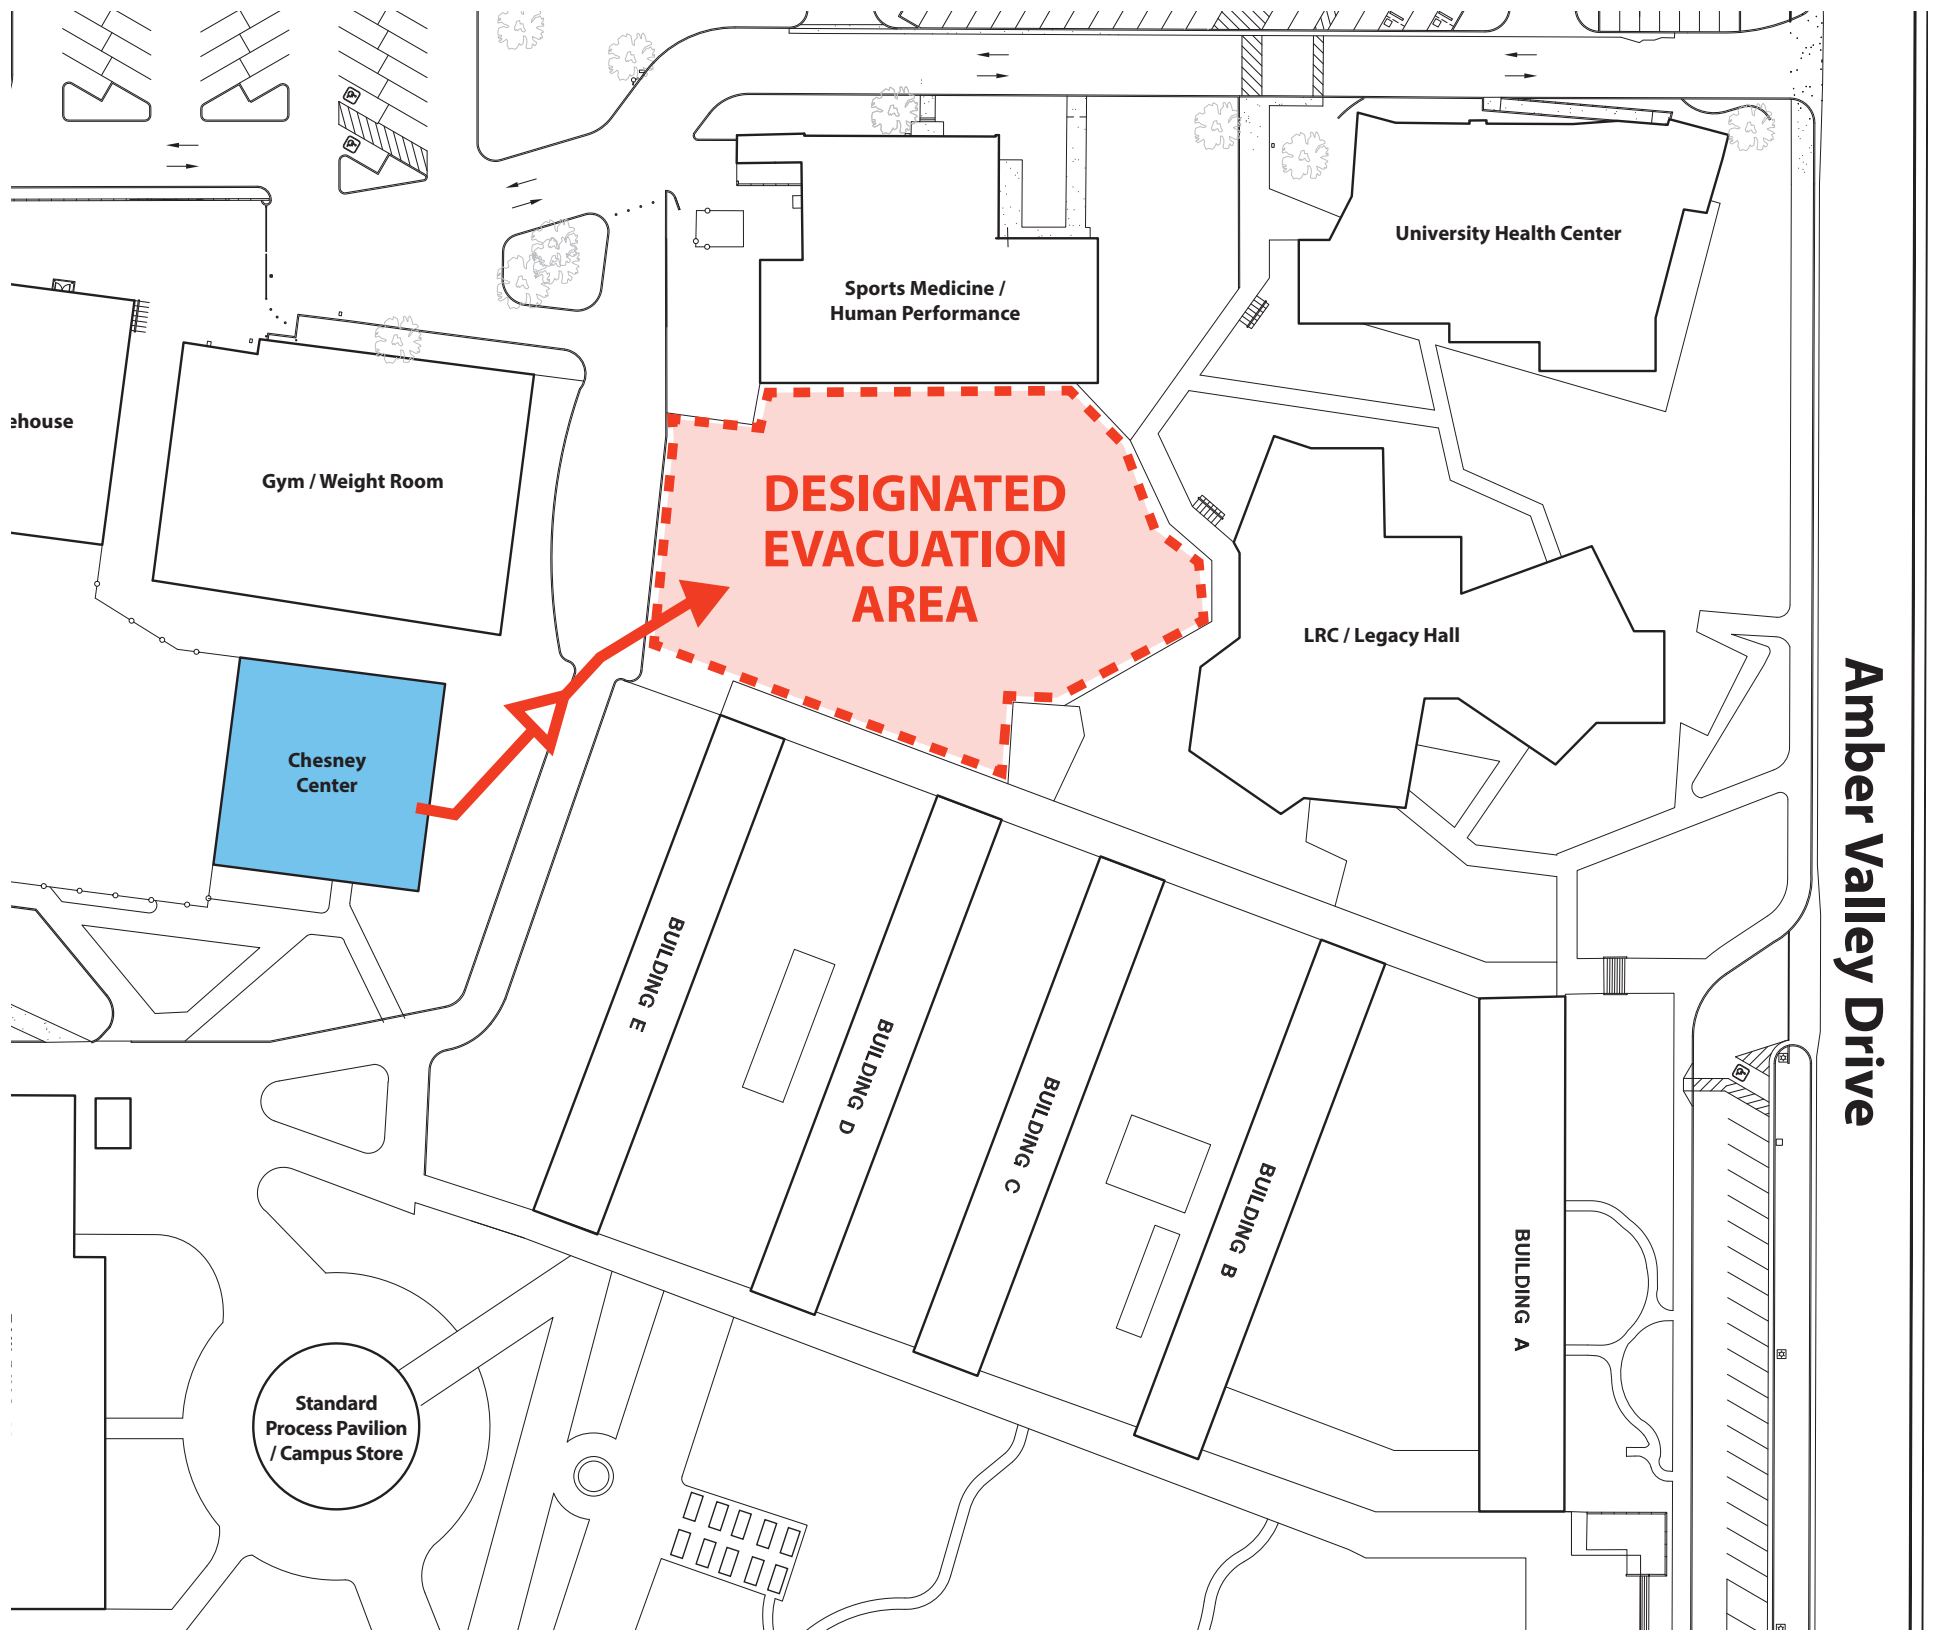 University Health Center
Sports Medicine /
Human Performance
ehouse
Gym / Weight Room
DESIGNATED
EVACUATION
AREA
LRC / Legacy Hall
Chesney
Center
Amber Valley Drive
BUILDING E
BUILDING D
BUILDING C
BUILDING B
BUILDING A
Standard
Process Pavilion
/ Campus Store